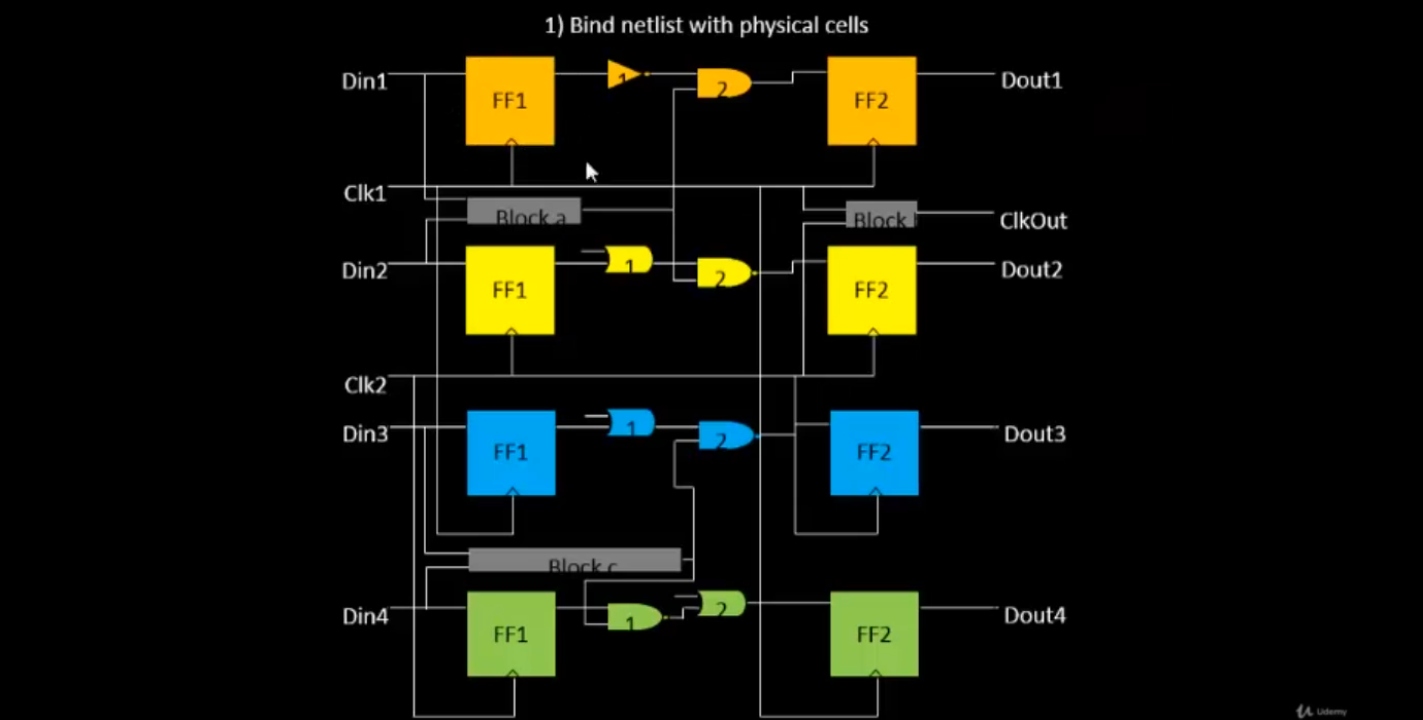 1) Bind netlist with physical cells
Din1
FF1
1
2
FF2
Dout1
Clk1
Block a
Block
ClkOut
Din2
FF1
1
2
FF2
Dout2
Clk2
Din3
FF1
1
2
FF2
Dout3
Block c
Din4
FF1
1
2
FF2
Dout4
Udemy